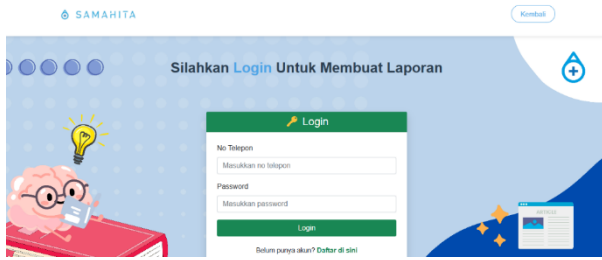 SAMAHITA
Kembali
Silahkan Login Untuk Membuat Laporan
Login
No Telepon
Masukkan no telepon
Password
Masukkan password
Login
Belum punya akun? Daftar di sini
ARTICLE